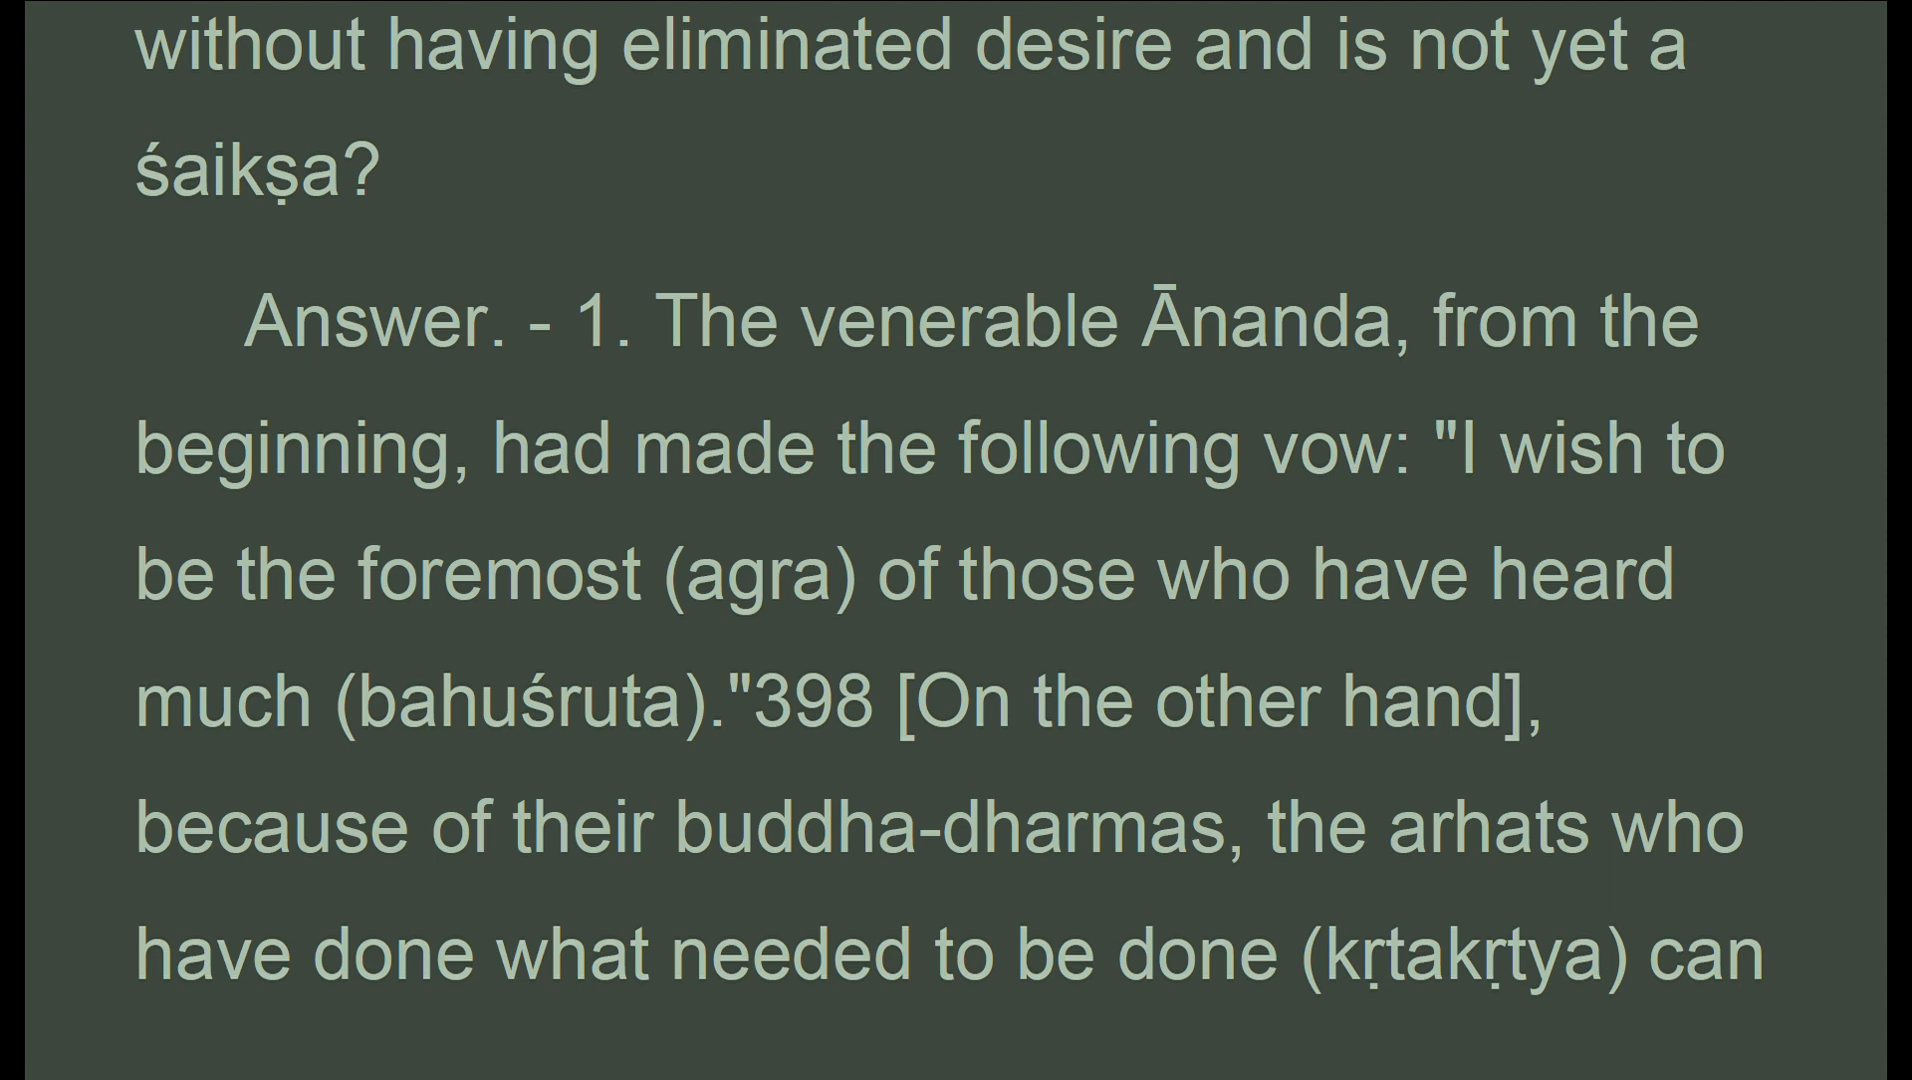 without having eliminated desire and is not yet a
śaikṣa?
Answer. - 1. The venerable Ānanda, from the
beginning, had made the following vow: "I wish to
be the foremost (agra) of those who have heard
much (bahuśruta)."398 [On the other hand],
because of their buddha-dharmas, the arhats who
have done what needed to be done (kṛtakṛtya) can